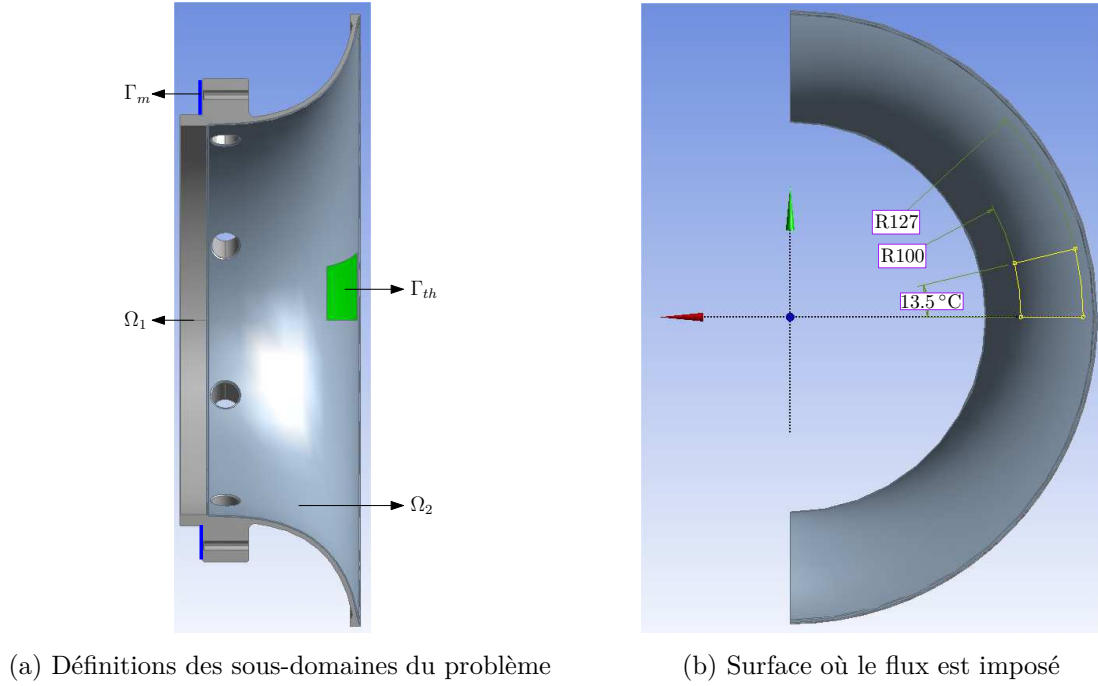 Γm
Γth
Ω1
Ω2
(a) Définitions des sous-domaines du problème
R127
R100
13.5 °C
(b) Surface où le flux est imposé